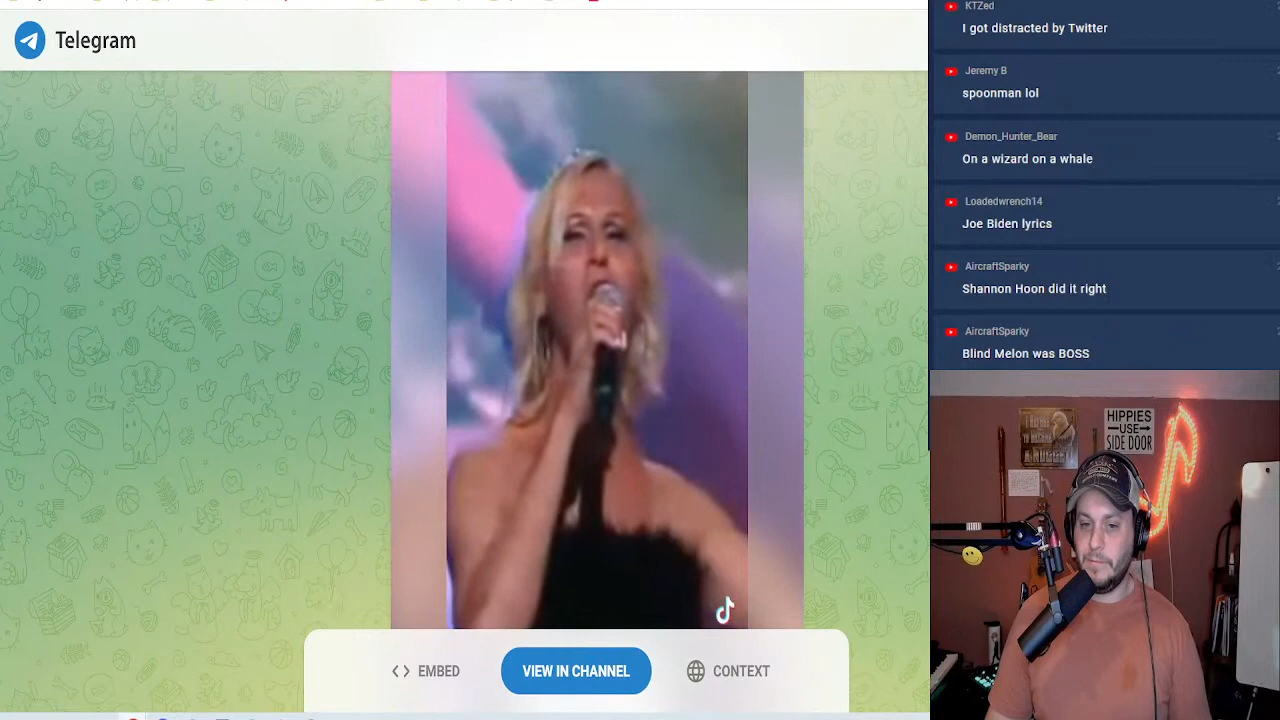 Telegram
EMBED
VIEW IN CHANNEL
CONTEXT
KTZed
I got distracted by Twitter
Jeremy B
spoonman lol
Demon_Hunter_Bear
On a wizard on a whale
Loadedwrench14
Joe Biden lyrics
AircraftSparky
Shannon Hoon did it right
AircraftSparky
Blind Melon was BOSS
HIPPIES
USE
SIDE DOOR